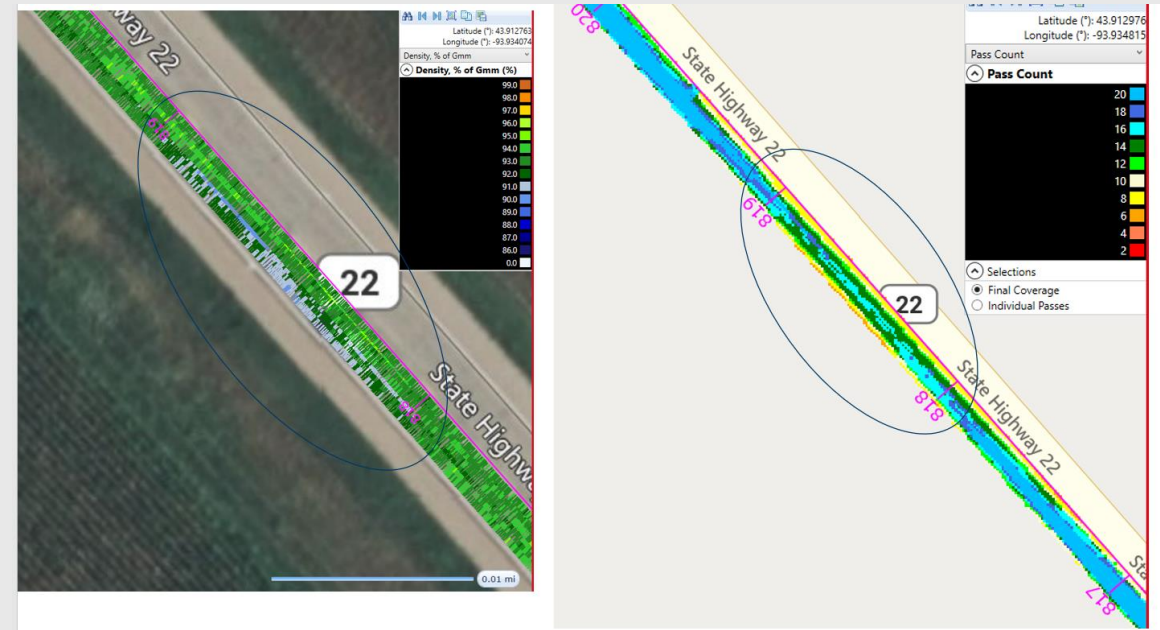 Latitude (°): 43.912763
Longitude (°): -93.934074
Density, % of Gmm
Density, % of Gmm (%)
99.0
98.0
97.0
96.0
95.0
94.0
93.0
92.0
91.0
90.0
89.0
88.0
87.0
86.0
0.0
way 22
819
22
818
State Highw
0.01 mi
Latitude (°): 43.912976
Longitude (°): -93.934815
Pass Count
Pass Count
20
18
16
14
12
10
8
6
4
2
Selections
Final Coverage
Individual Passes
820
State Highway 22
819
22
818
State Highway 22
817
Sta